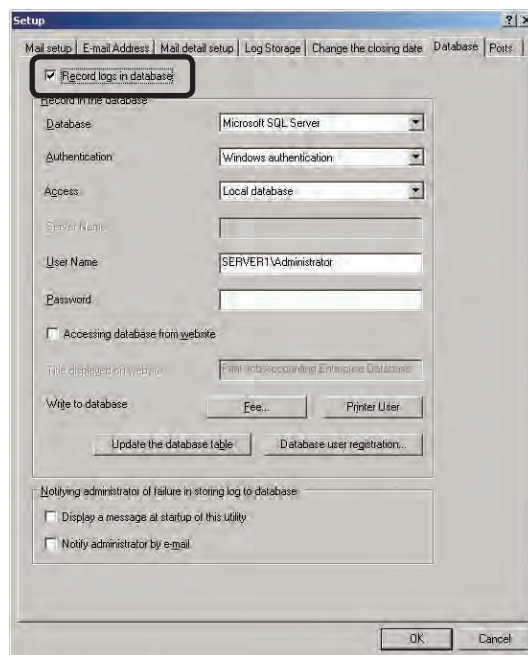 Setup
Mail setup E-mail Address Mail detail setup Log Storage Change the closing date Database Ports
Record logs in database
Record in the database
Database Microsoft SQL Server
Authentication Windows authentication
Access Local database
Server Name
User Name SERVER1\Administrator
Password
Accessing database from website
Title displayed on website Print Job Accounting Enterprise Database
Write to database Fee... Printer User
Update the database table Database user registration...
Notifying administrator of failure in storing log to database
Display a message at startup of this utility
Notify administrator by e-mail
OK Cancel